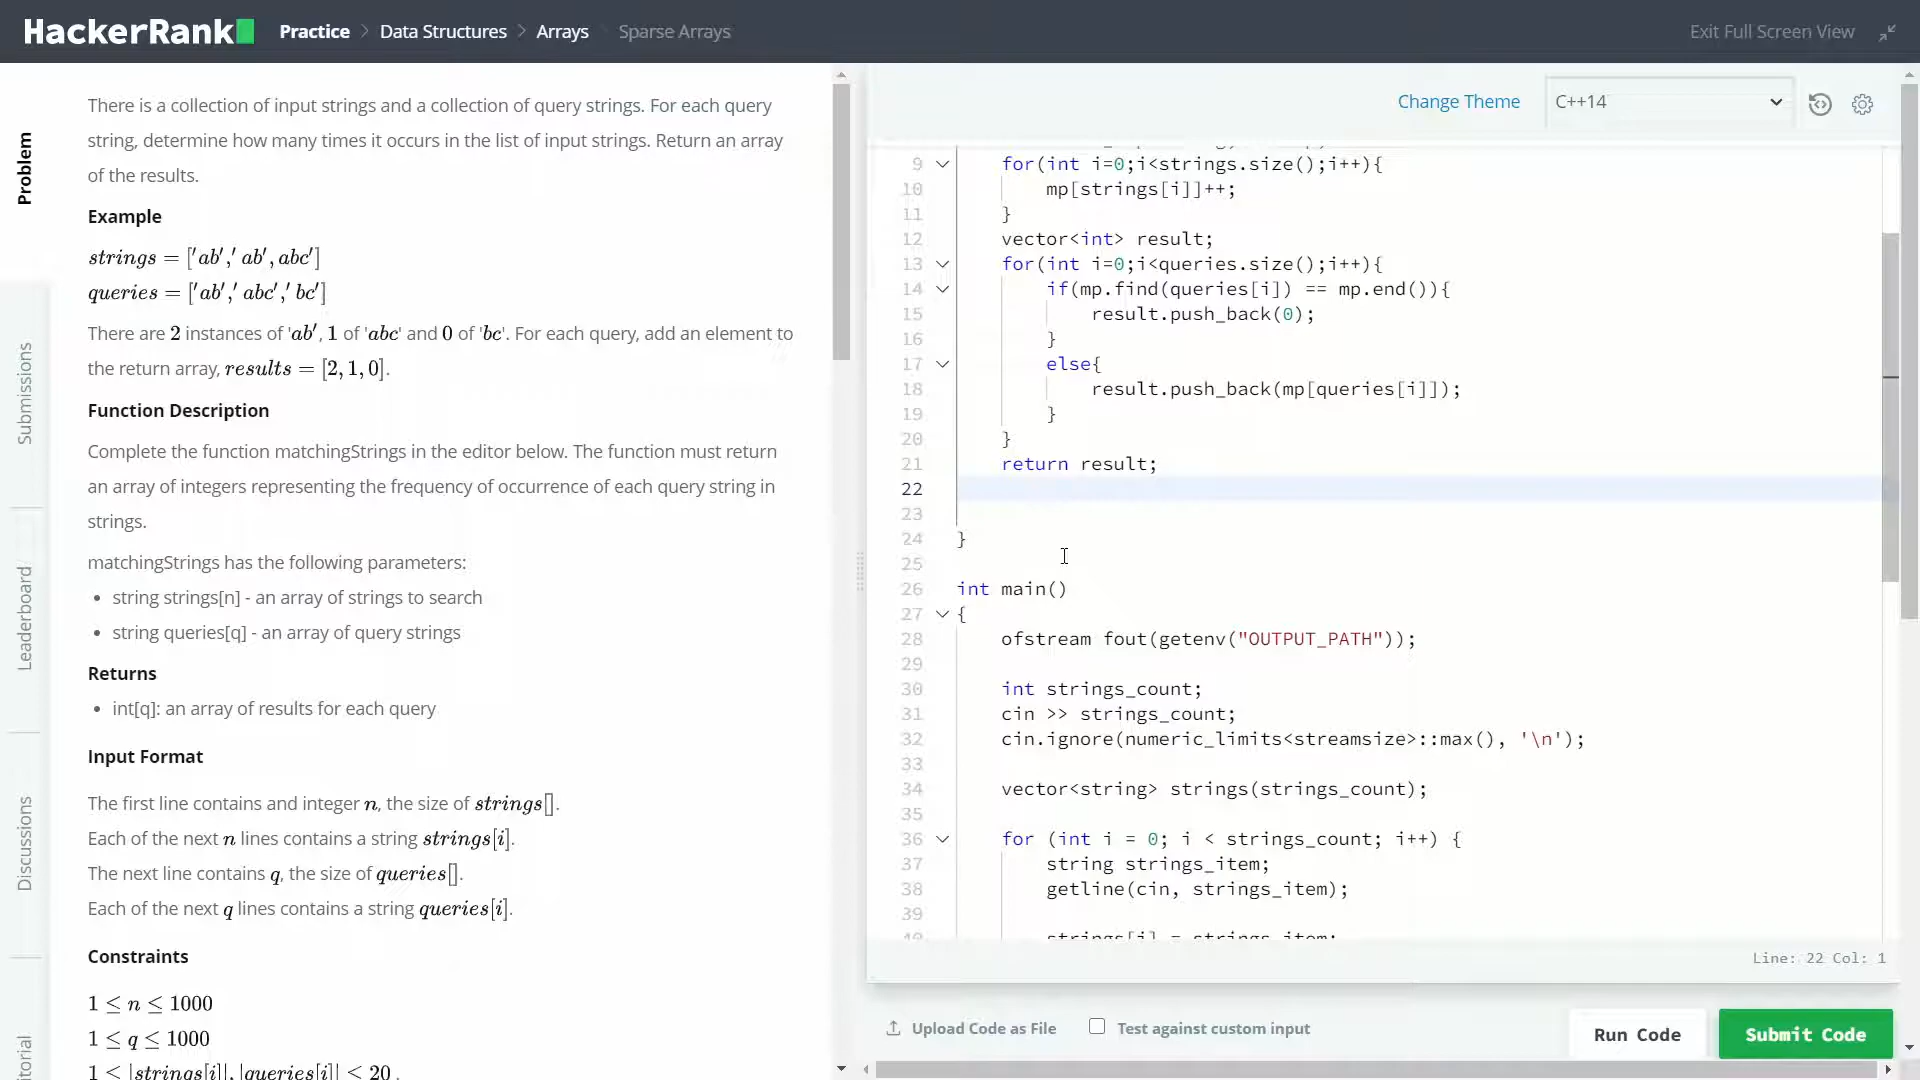 HackerRank
Practice > Data Structures > Arrays Sparse Arrays
Exit Full Screen View
Problem
Submissions
Leaderboard
Discussions
itorial
There is a collection of input strings and a collection of query strings. For each query
string, determine how many times it occurs in the list of input strings. Return an array
of the results.
Example
strings = ['ab',' ab', abc']
queries = ['ab',' abc',' bc']
There are 2 instances of 'ab', 1 of 'abc' and 0 of 'bc'. For each query, add an element to
the return array, results = [2, 1, 0].
Function Description
Complete the function matchingStrings in the editor below. The function must return
an array of integers representing the frequency of occurrence of each query string in
strings.
matchingStrings has the following parameters:
• string strings[n] - an array of strings to search
• string queries[q] - an array of query strings
Returns
• int[q]: an array of results for each query
Input Format
The first line contains and integer n, the size of strings[].
Each of the next n lines contains a string strings[i].
The next line contains q, the size of queries[].
Each of the next q lines contains a string queries[i].
Constraints
1 ≤ n ≤ 1000
1 ≤ q ≤ 1000
1 ≤ |strings[i]|, |queries[i]| ≤ 20 .
Change Theme
C++14
9 for(int i=0;i<strings.size();i++){
10 mp[strings[i]]++;
11 }
12 vector<int> result;
13 for(int i=0;i<queries.size();i++){
14 if(mp.find(queries[i]) == mp.end()){
15 result.push_back(0);
16 }
17 else{
18 result.push_back(mp[queries[i]]);
19 }
20 }
21 return result;
22
23
24 }
25
26 int main()
27 {
28 ofstream fout(getenv("OUTPUT_PATH"));
29
30 int strings_count;
31 cin >> strings_count;
32 cin.ignore(numeric_limits<streamsize>::max(), '\n');
33
34 vector<string> strings(strings_count);
35
36 for (int i = 0; i < strings_count; i++) {
37 string strings_item;
38 getline(cin, strings_item);
39
40 strings[i] = strings_item;
Line: 22 Col: 1
Upload Code as File
Test against custom input
Run Code
Submit Code